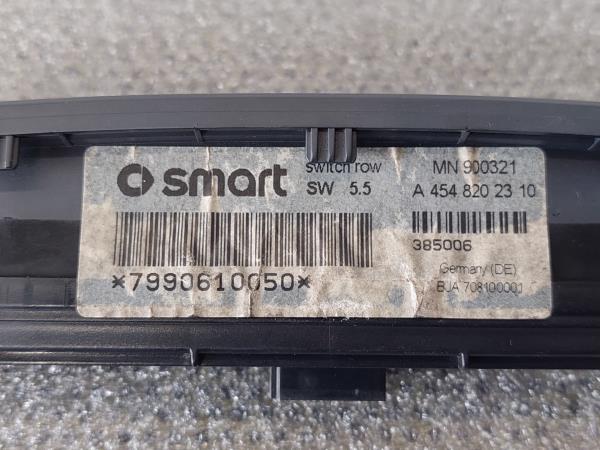 smart
switch row
SW 5.5
*7990610050*
MN 900321
A 454 820 23 10
385006
Germany (DE)
BJA 708100001